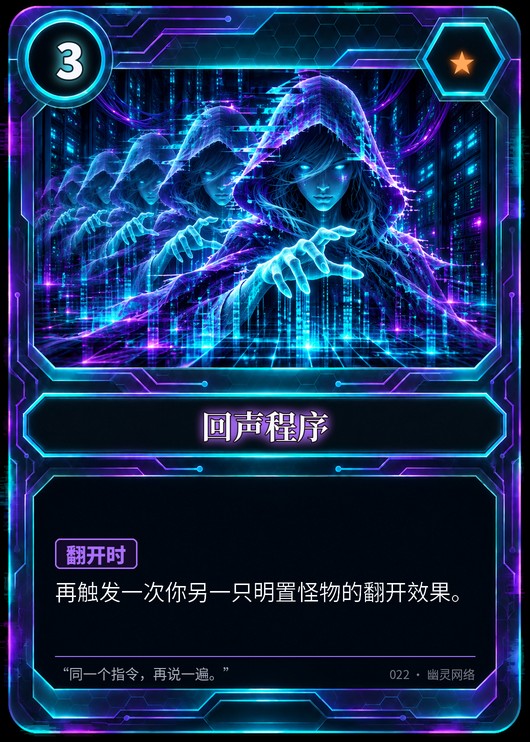 3
回声程序
翻开时
再触发一次你另一只明置怪物的翻开效果。
“同一个指令，再说一遍。”
022 · 幽灵网络